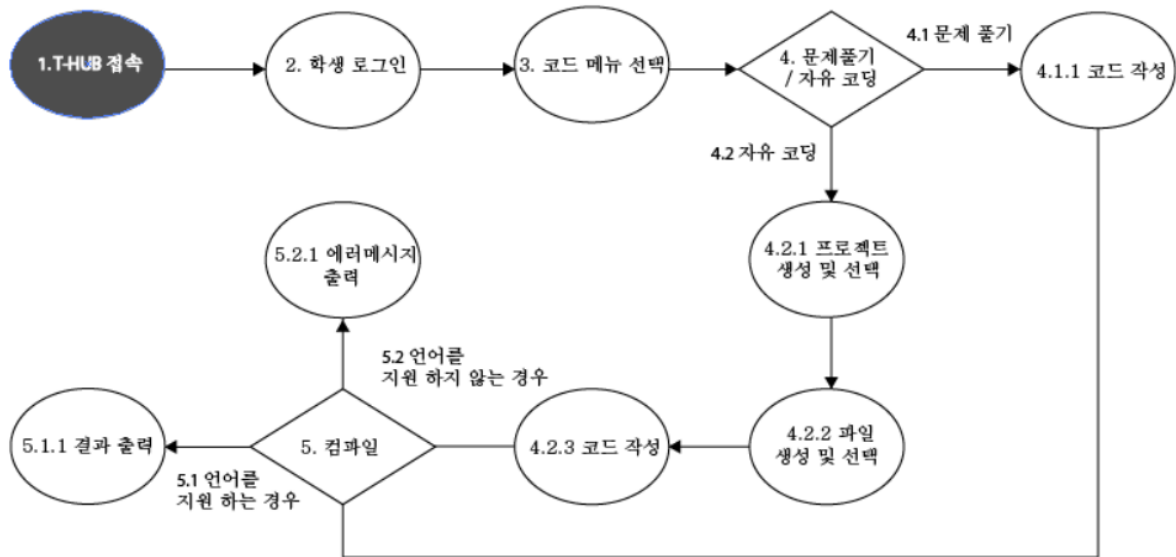 1.T-HUB 접속
2. 학생 로그인
3. 코드 메뉴 선택
4. 문제풀기
/ 자유 코딩
4.1 문제 풀기
4.1.1 코드 작성
4.2 자유 코딩
4.2.1 프로젝트
생성 및 선택
5.2.1 에러메시지
출력
5.2 언어를
지원 하지 않는 경우
5.1.1 결과 출력
5. 컴파일
4.2.3 코드 작성
4.2.2 파일
생성 및 선택
5.1 언어를
지원 하는 경우